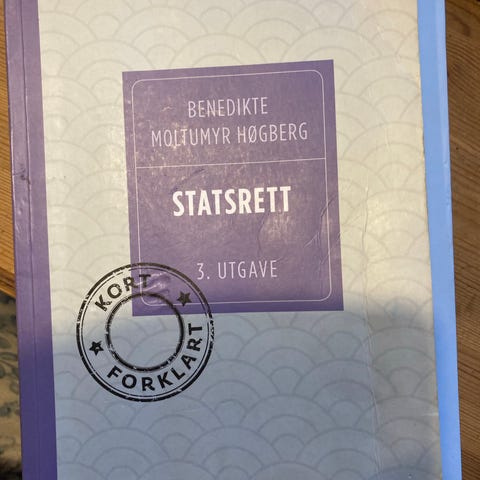 BENEDIKTE
MOLTUMYR HØGBERG
STATSRETT
3. UTGAVE
KORT
FORKLART